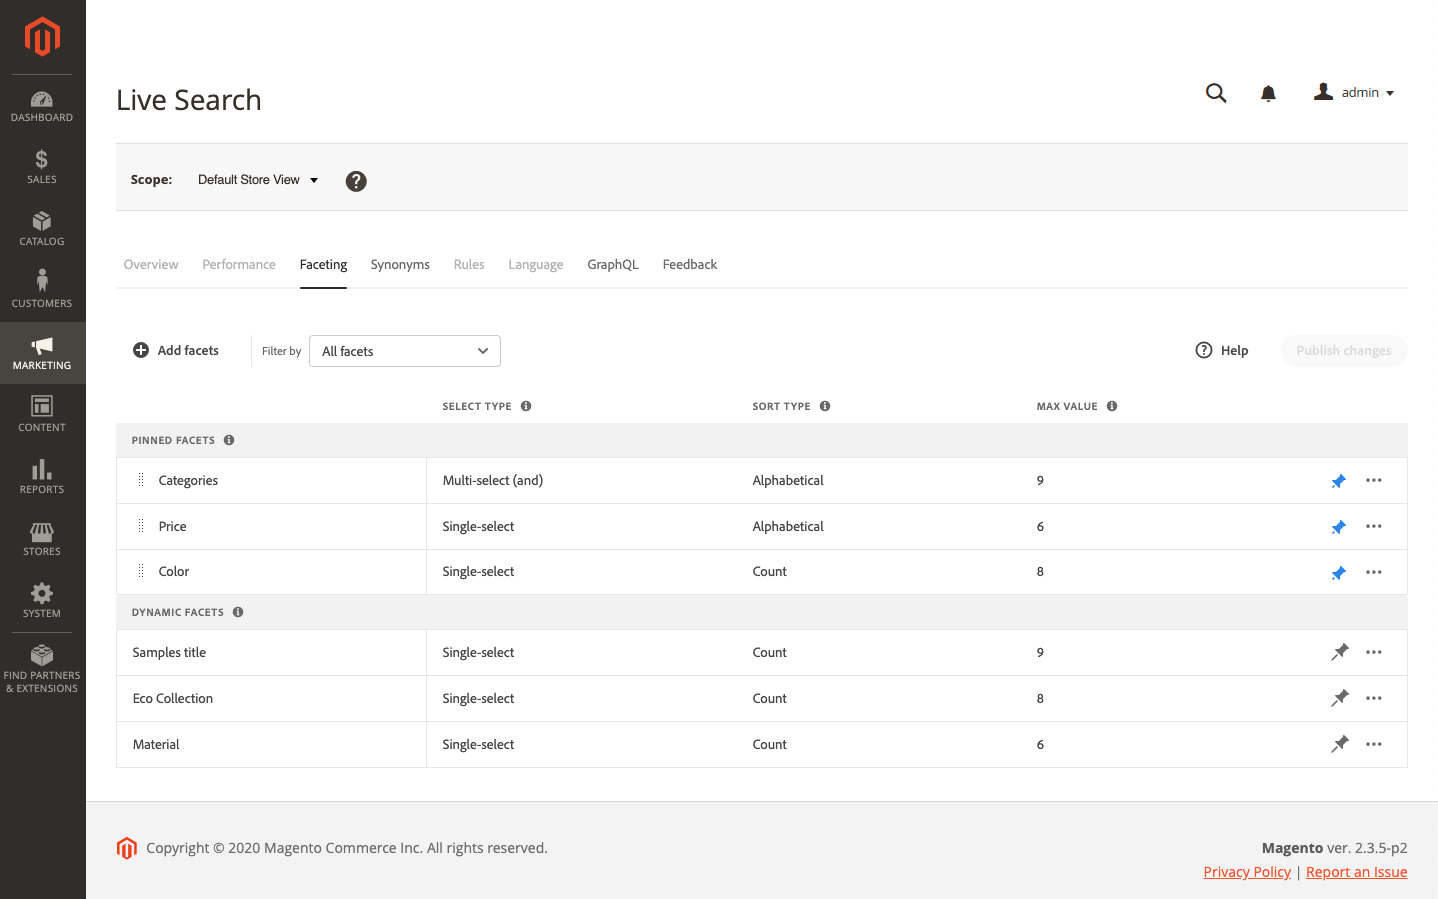 Live Search
admin
DASHBOARD
SALES
CATALOG
CUSTOMERS
MARKETING
CONTENT
REPORTS
STORES
SYSTEM
FIND PARTNERS
& EXTENSIONS
Scope: Default Store View
Overview Performance Faceting Synonyms Rules Language GraphQL Feedback
Add facets Filter by All facets Help Publish changes
SELECT TYPE SORT TYPE MAX VALUE
PINNED FACETS
Categories Multi-select (and) Alphabetical 9
Price Single-select Alphabetical 6
Color Single-select Count 8
DYNAMIC FACETS
Samples title Single-select Count 9
Eco Collection Single-select Count 8
Material Single-select Count 6
Copyright © 2020 Magento Commerce Inc. All rights reserved.
Magento ver. 2.3.5-p2
Privacy Policy | Report an Issue